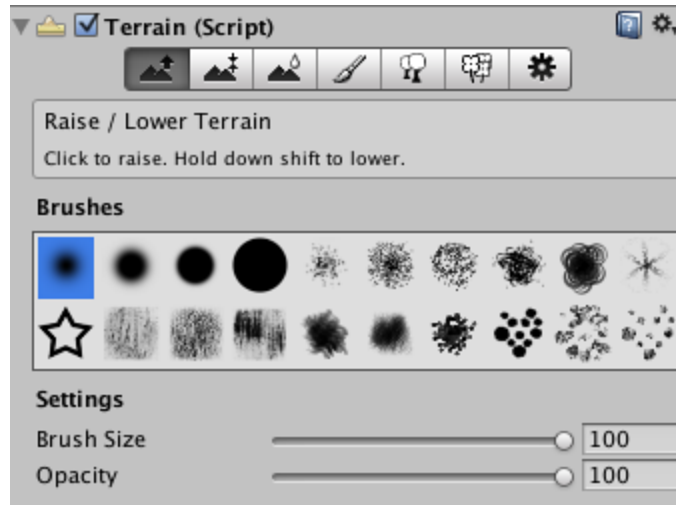 Terrain (Script)
Raise / Lower Terrain
Click to raise. Hold down shift to lower.
Brushes
Settings
Brush Size 100
Opacity 100